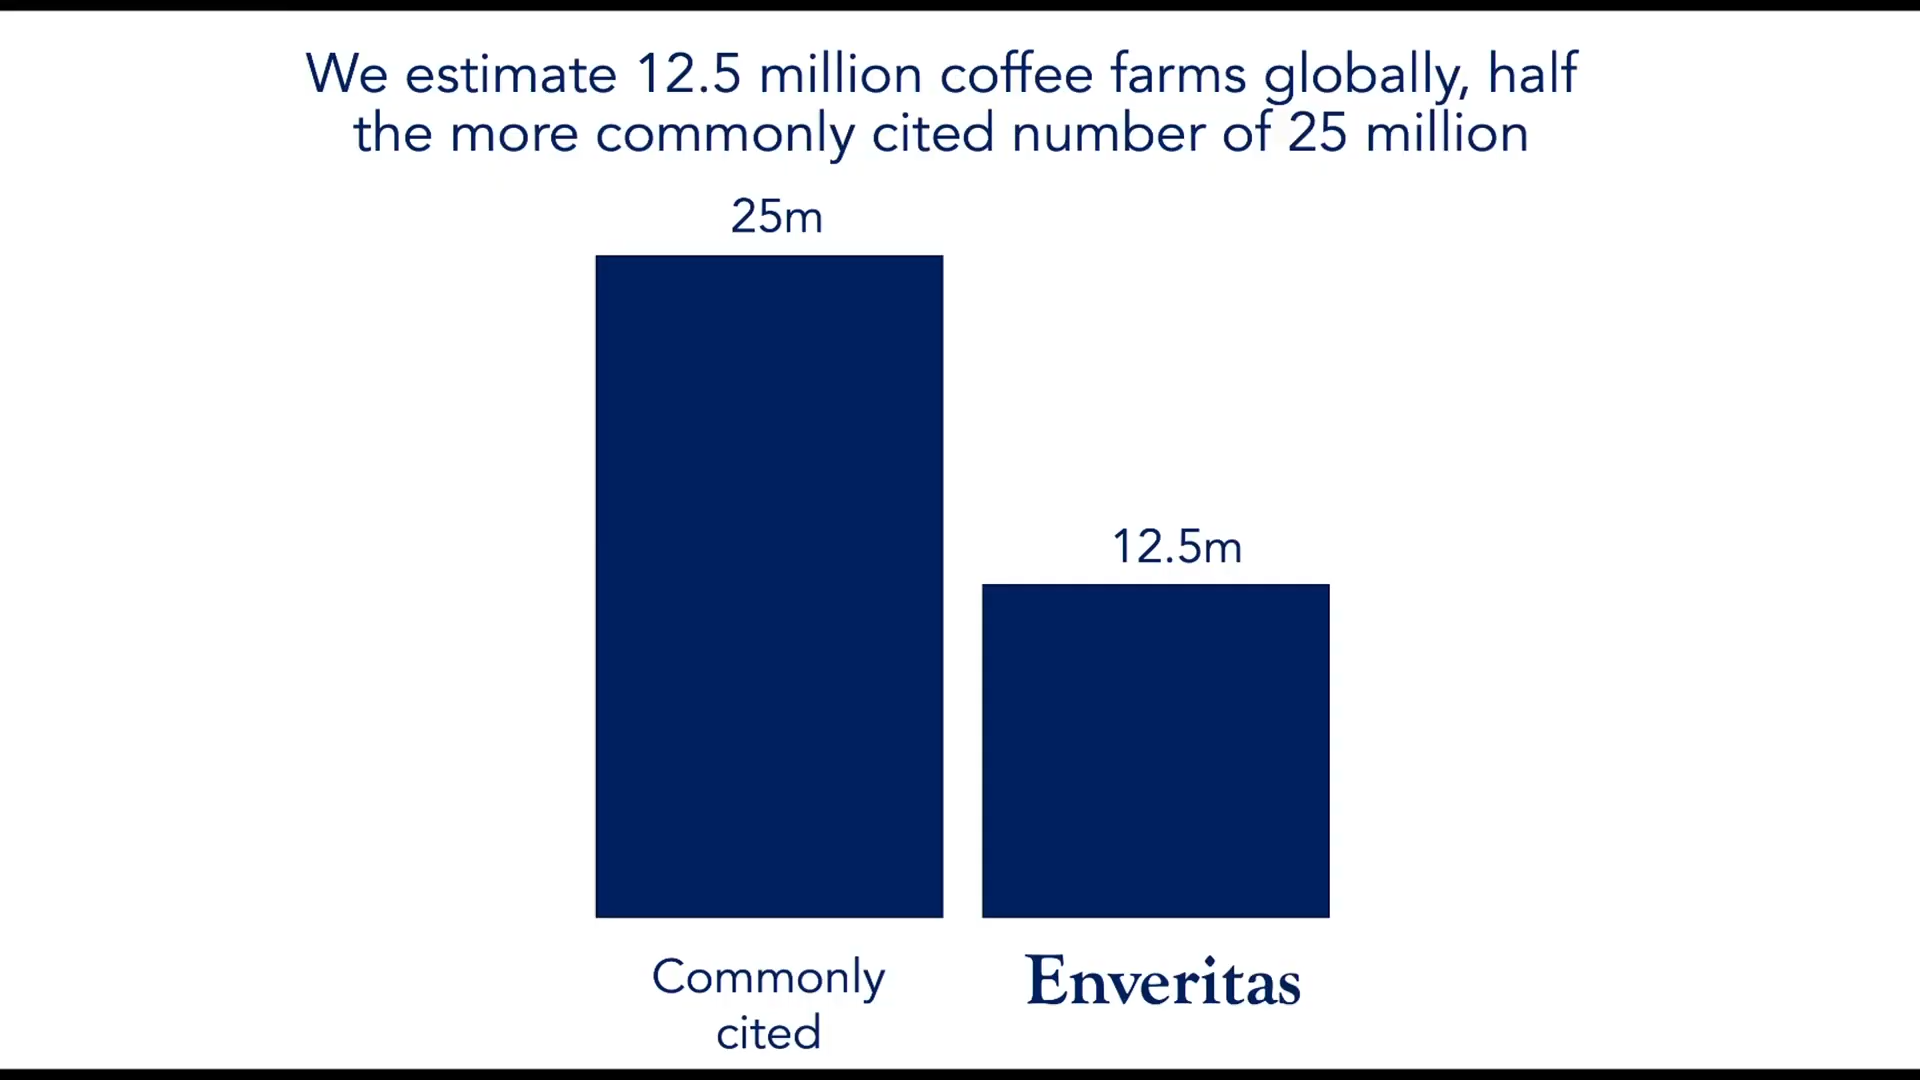 We estimate 12.5 million coffee farms globally, half
the more commonly cited number of 25 million
25m
12.5m
Commonly
cited
Enveritas